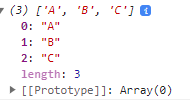 (3) ['A', 'B', 'C'] i
0: "A"
1: "B"
2: "C"
length: 3
▶ [[Prototype]]: Array(0)